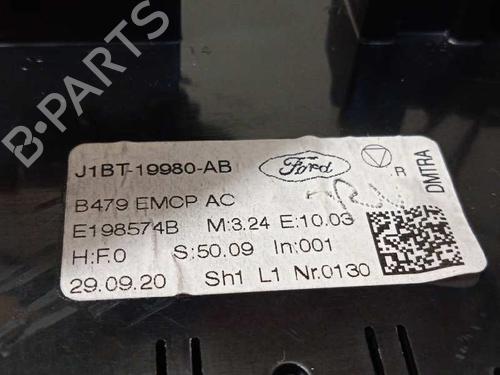 J1BT-19980-AB
Ford
R
B479 EMCP AC
E198574B M:3.24 E:10.03
H:F.0 S:50.09 In:001
29.09.20 Sh1 L1 Nr.0130
DMTRA
B-PARTS